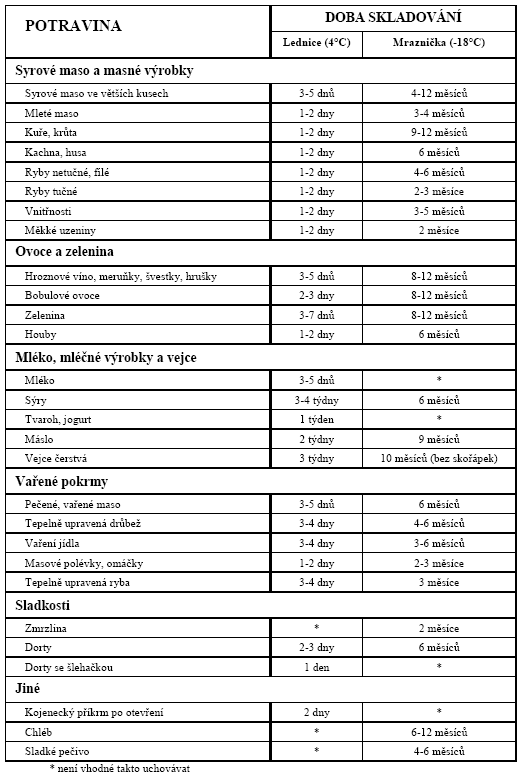 POTRAVINA DOBA SKLADOVÁNÍ
Lednice (4°C) Mraznička (-18°C)
Syrové maso a masné výrobky
Syrové maso ve větších kusech 3-5 dnů 4-12 měsíců
Mleté maso 1-2 dny 3-4 měsíců
Kuře, krůta 1-2 dny 9-12 měsíců
Kachna, husa 1-2 dny 6 měsíců
Ryby netučné, filé 1-2 dny 4-6 měsíců
Ryby tučné 1-2 dny 2-3 měsíce
Vnitřnosti 1-2 dny 3-5 měsíců
Měkké uzeniny 1-2 dny 2 měsíce
Ovoce a zelenina
Hroznové víno, meruňky, švestky, hrušky 3-5 dnů 8-12 měsíců
Bobulové ovoce 2-3 dny 8-12 měsíců
Zelenina 3-7 dnů 8-12 měsíců
Houby 1-2 dny 6 měsíců
Mléko, mléčné výrobky a vejce
Mléko 3-5 dnů *
Sýry 3-4 týdny 6 měsíců
Tvaroh, jogurt 1 týden *
Máslo 2 týdny 9 měsíců
Vejce čerstvá 3 týdny 10 měsíců (bez skořápek)
Vařené pokrmy
Pečené, vařené maso 3-5 dnů 6 měsíců
Tepelně upravená drůbež 3-4 dny 4-6 měsíců
Vaření jídla 3-4 dny 3-6 měsíců
Masové polévky, omáčky 1-2 dny 2-3 měsíce
Tepelně upravená ryba 3-4 dny 3 měsíce
Sladkosti
Zmrzlina * 2 měsíce
Dorty 2-3 dny 6 měsíců
Dorty se šlehačkou 1 den *
Jiné
Kojenecký příkrm po otevření 2 dny *
Chléb * 6-12 měsíců
Sladké pečivo * 4-6 měsíců
* není vhodné takto uchovávat